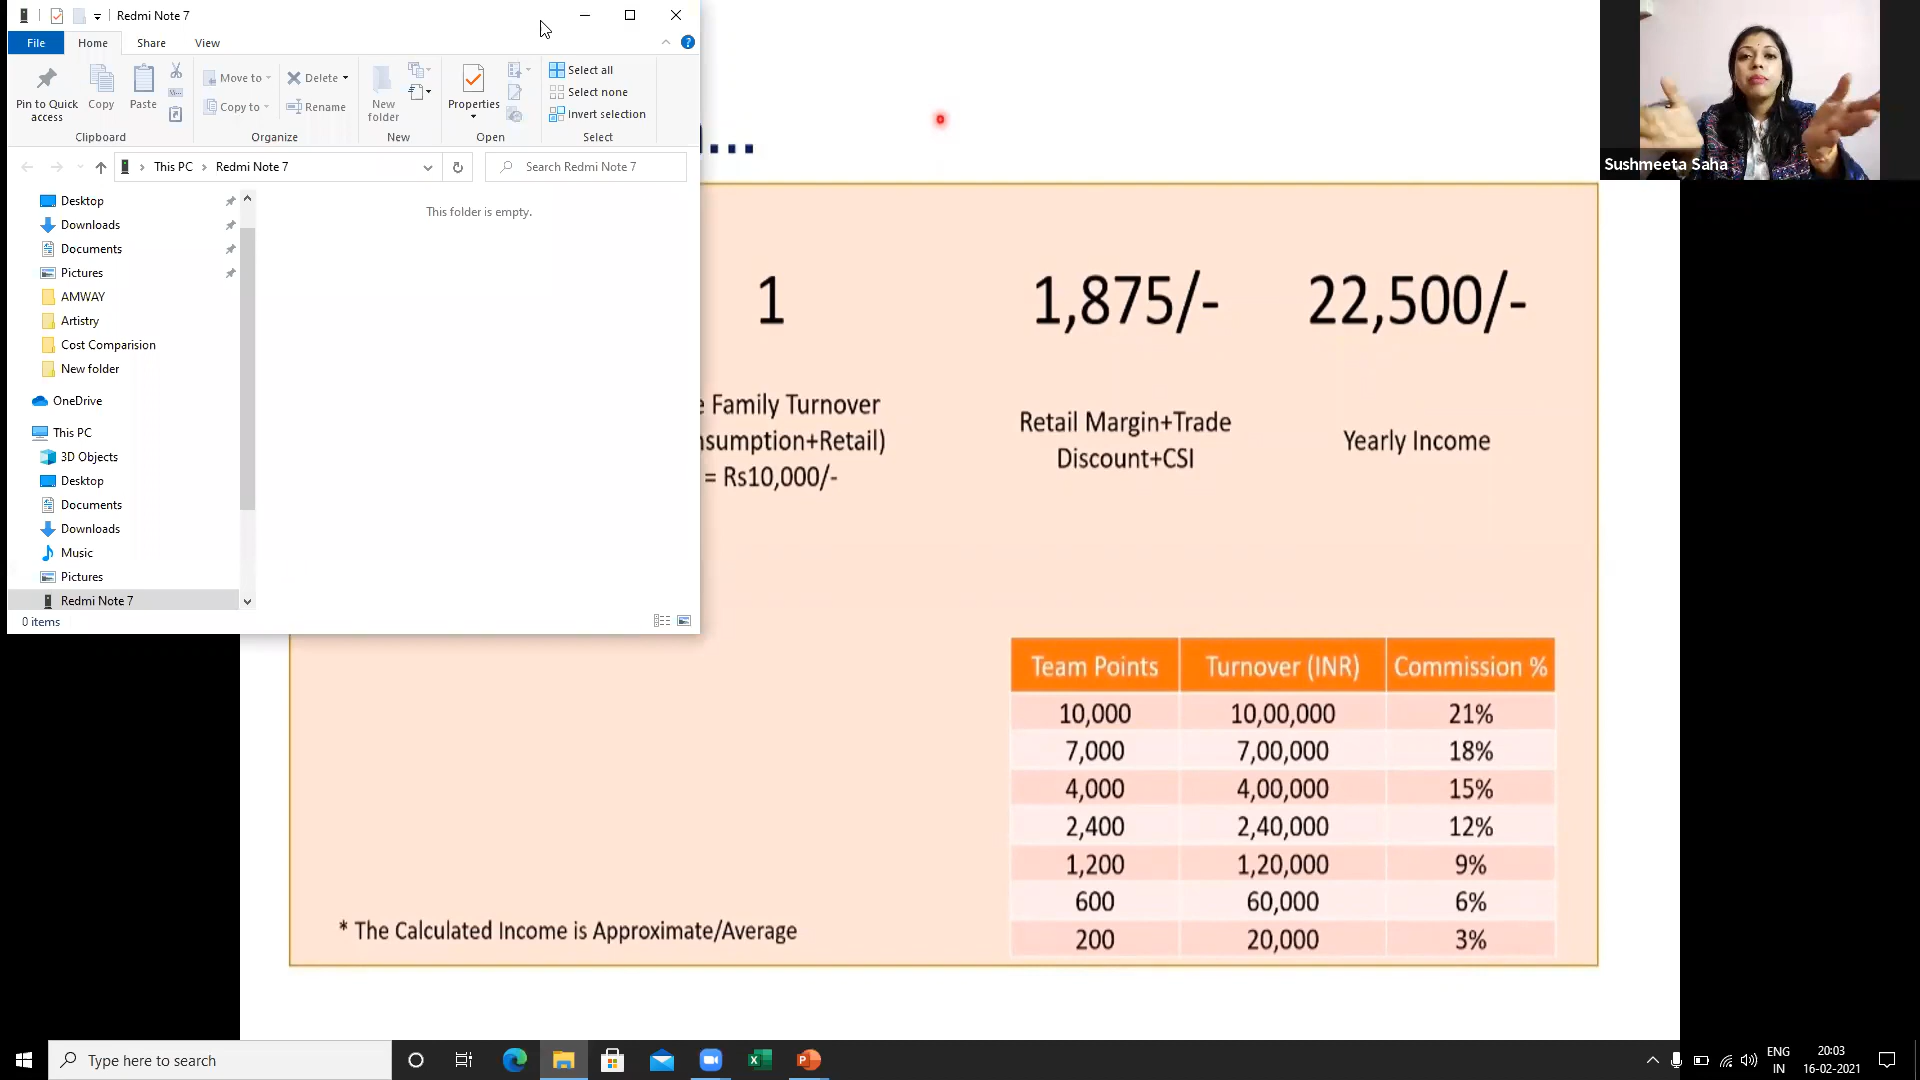 Redmi Note 7
File
Home
Share
View
Pin to Quick
access
Copy
Paste
Clipboard
Move to
Copy to
Delete
Rename
Organize
New
folder
New
Properties
Open
Select all
Select none
Invert selection
Select
This PC
Redmi Note 7
Search Redmi Note 7
Desktop
Downloads
Documents
Pictures
AMWAY
Artistry
Cost Comparision
New folder
OneDrive
This PC
3D Objects
Desktop
Documents
Downloads
Music
Pictures
Redmi Note 7
This folder is empty.
0 items
Sushmeeta Saha
...
1
1,875/-
22,500/-
e Family Turnover
nsumption+Retail)
= Rs10,000/-
Retail Margin+Trade
Discount+CSI
Yearly Income
Team Points Turnover (INR) Commission %
10,000 10,00,000 21%
7,000 7,00,000 18%
4,000 4,00,000 15%
2,400 2,40,000 12%
1,200 1,20,000 9%
600 60,000 6%
200 20,000 3%
* The Calculated Income is Approximate/Average
Type here to search
ENG
IN
20:03
16-02-2021